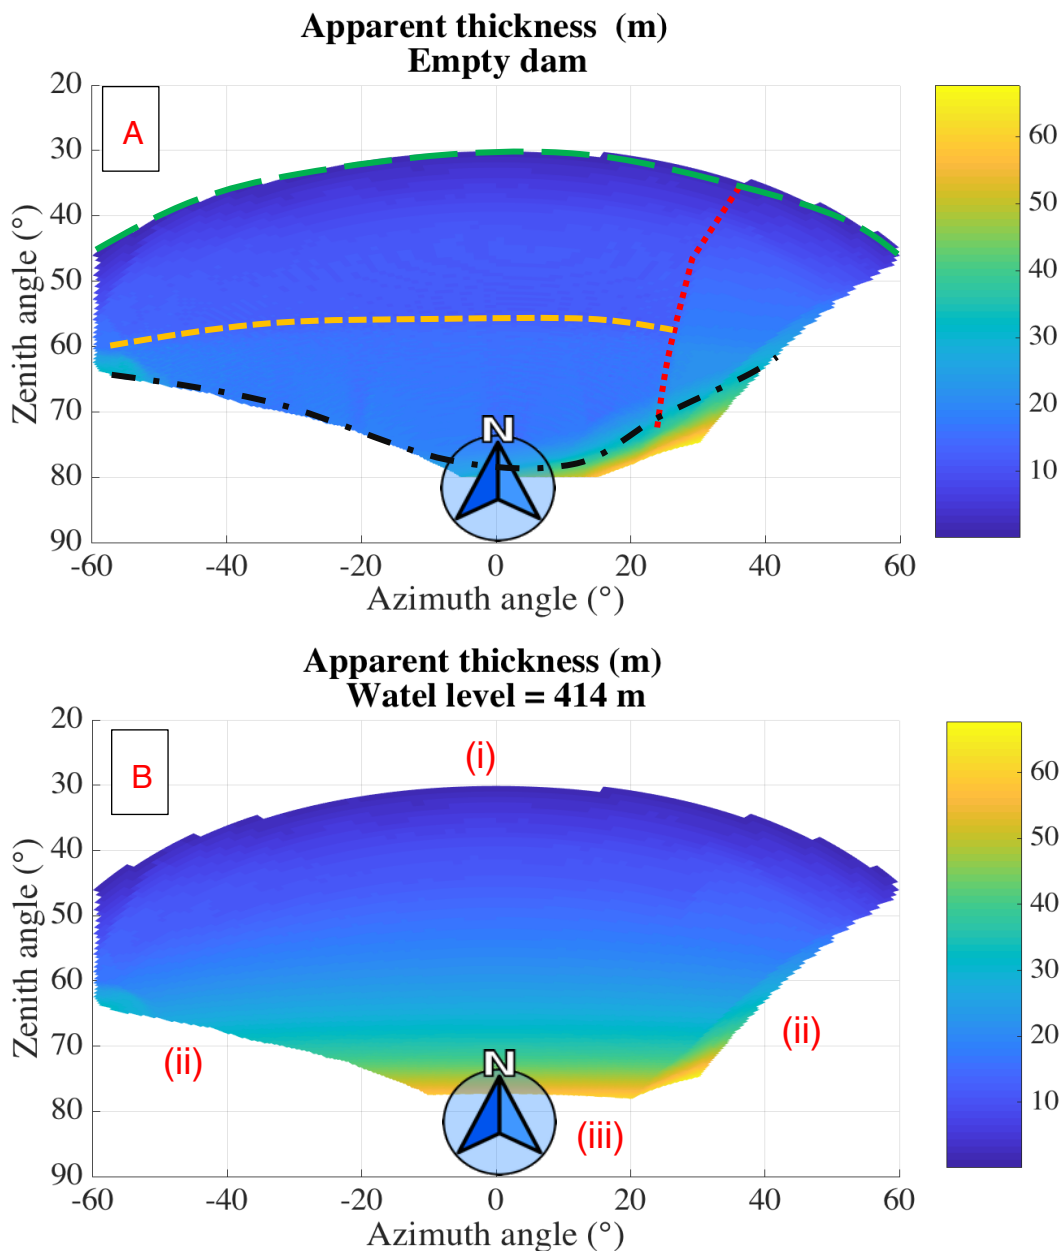 Apparent thickness (m)
Empty dam
A
20
30
40
50
60
70
80
90
Zenith angle (°)
-60 -40 -20 0 20 40 60
Azimuth angle (°)
N
60
50
40
30
20
10
Apparent thickness (m)
Watel level = 414 m
B
(i)
20
30
40
50
60
70
80
90
Zenith angle (°)
(ii)
(ii)
N
(iii)
-60 -40 -20 0 20 40 60
Azimuth angle (°)
60
50
40
30
20
10